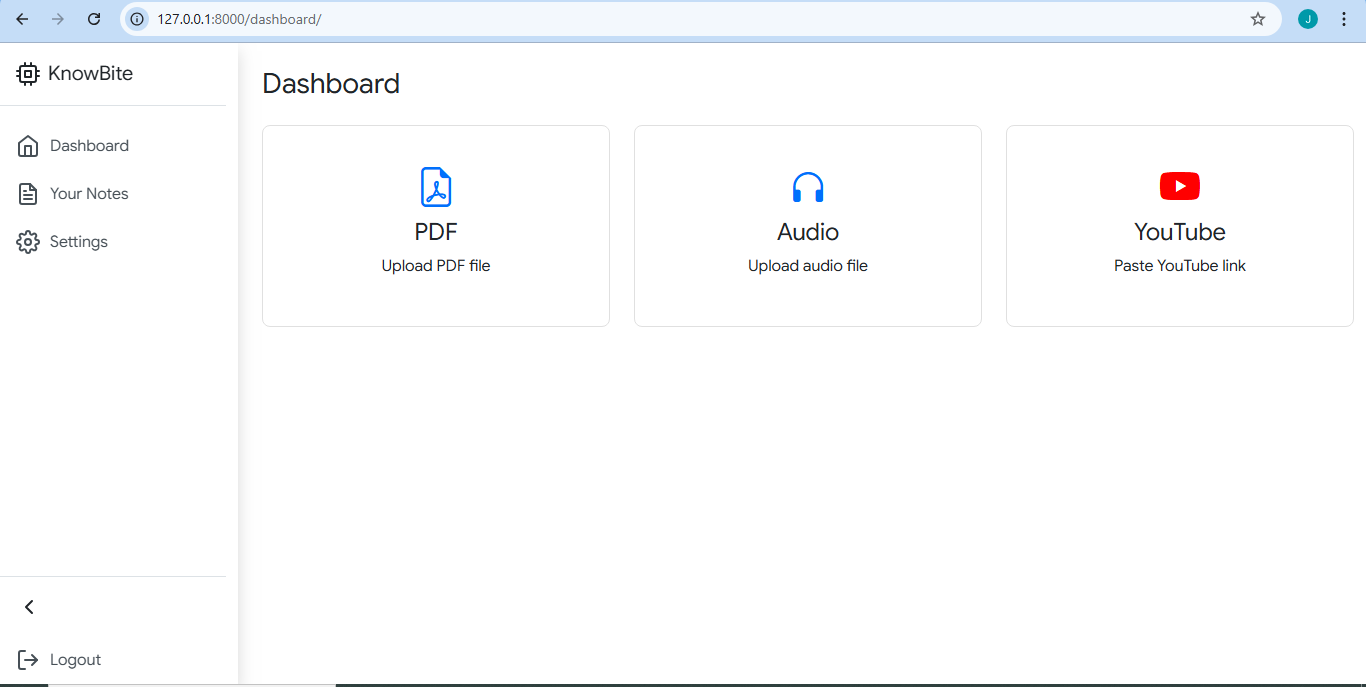 127.0.0.1:8000/dashboard/
J
KnowBite
Dashboard
Your Notes
Settings
Logout
Dashboard
PDF
Upload PDF file
Audio
Upload audio file
YouTube
Paste YouTube link